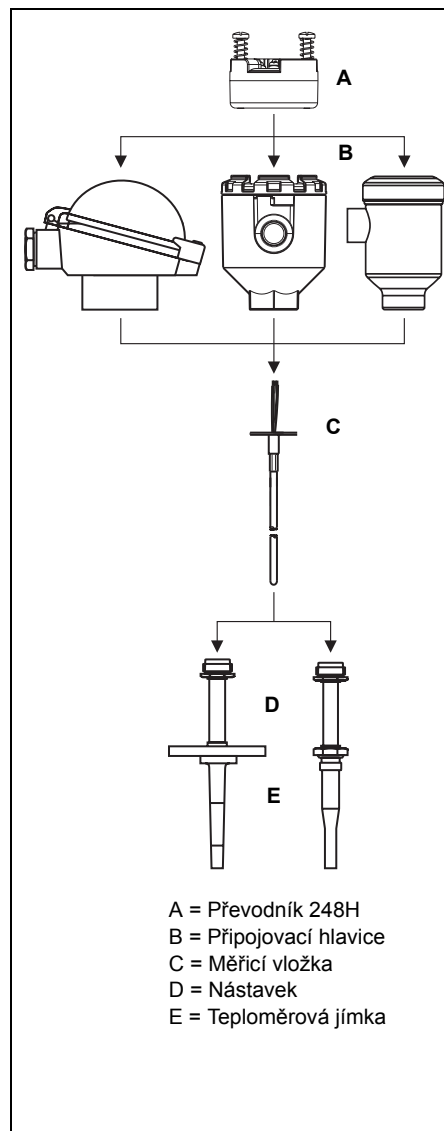 A
B
C
D
E
A = Převodník 248H
B = Připojovací hlavice
C = Měřicí vložka
D = Nástavek
E = Teploměrová jímka